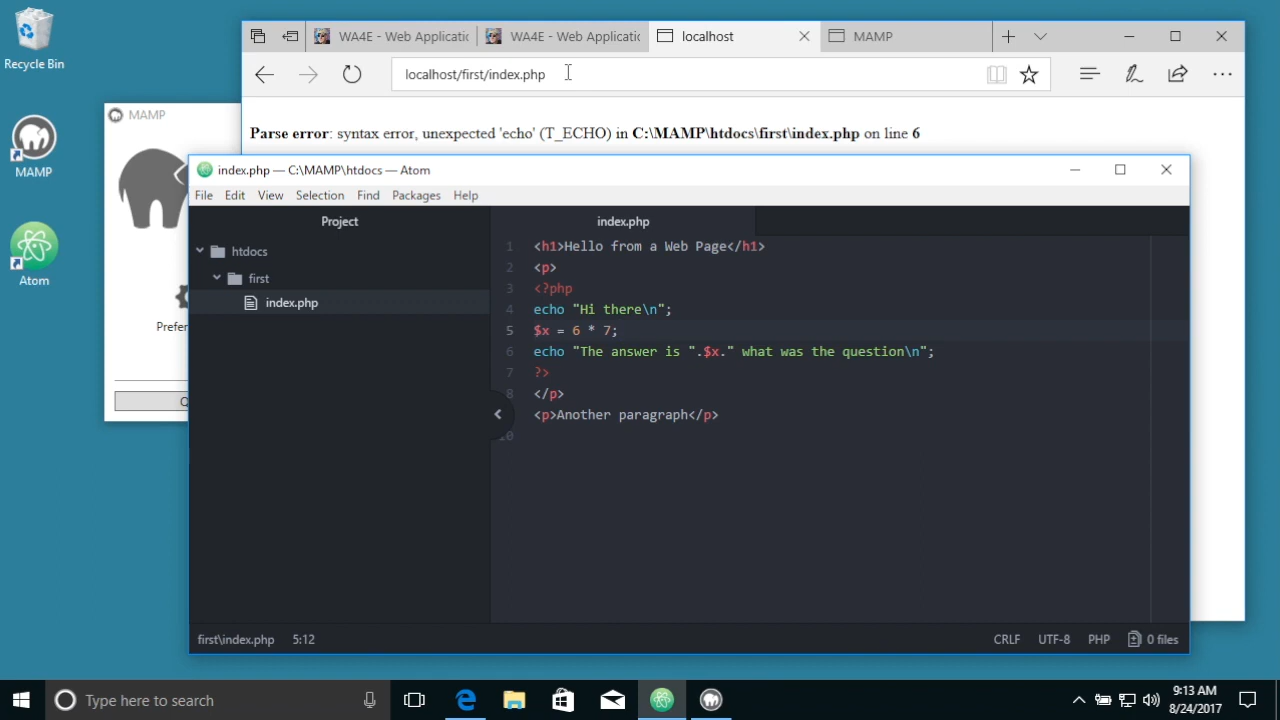 Recycle Bin
MAMP
Atom
MAMP
Prefer
Q
WA4E - Web Applicatic
WA4E - Web Applicatic
localhost
MAMP
localhost/first/index.php
Parse error: syntax error, unexpected 'echo' (T_ECHO) in C:\MAMP\htdocs\first\index.php on line 6
index.php — C:\MAMP\htdocs — Atom
File Edit View Selection Find Packages Help
Project
htdocs
first
index.php
index.php
1 <h1>Hello from a Web Page</h1>
2 <p>
3 <?php
4 echo "Hi there\n";
5 $x = 6 * 7;
6 echo "The answer is ".$x." what was the question\n";
7 ?>
8 </p>
<p>Another paragraph</p>
10
first\index.php 5:12
CRLF UTF-8 PHP 0 files
Type here to search
9:13 AM
8/24/2017